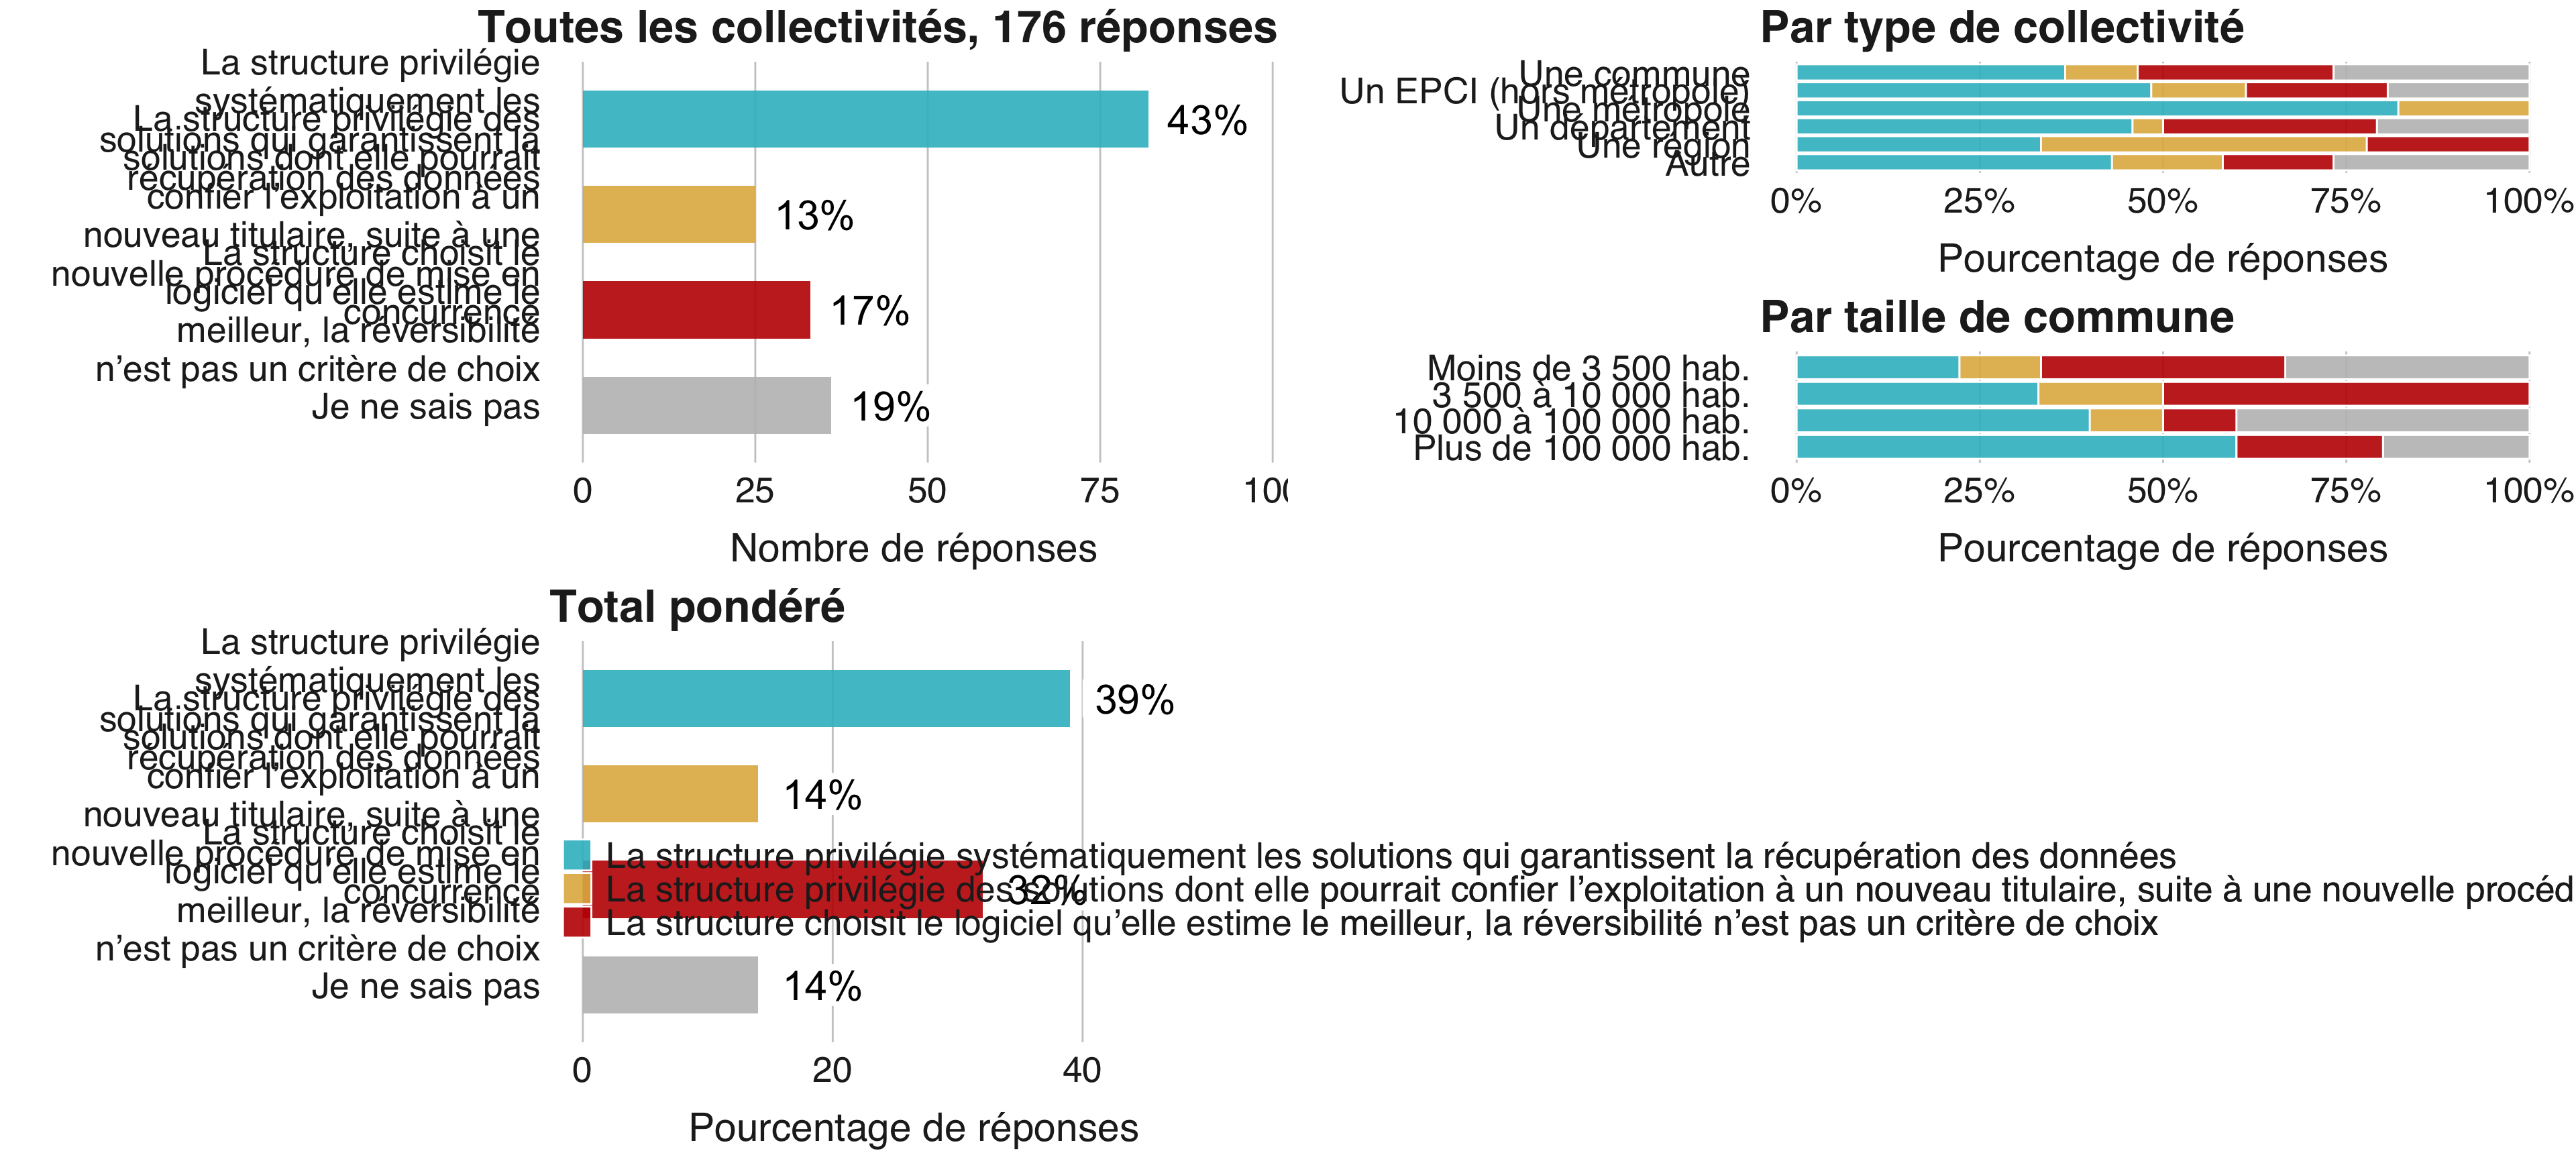 Toutes les collectivités, 176 réponses
La structure privilégie
systématiquement les
solutions qui garantissent la
récupération des données
La structure privilégie des
solutions dont elle pourrait
confier l’exploitation à un
nouveau titulaire, suite à une
nouvelle procédure de mise en
concurrence
La structure choisit le
logiciel qu’elle estime le
meilleur, la réversibilité
n’est pas un critère de choix
Je ne sais pas
43%
13%
17%
19%
0 25 50 75
Nombre de réponses
Par type de collectivité
Une commune
Un EPCI (hors métropole)
Une métropole
Un département
Une région
Autre
0% 25% 50% 75% 100%
Pourcentage de réponses
Par taille de commune
Moins de 3 500 hab.
3 500 à 10 000 hab.
10 000 à 100 000 hab.
Plus de 100 000 hab.
0% 25% 50% 75% 100%
Pourcentage de réponses
Total pondéré
La structure privilégie
systématiquement les
solutions qui garantissent la
récupération des données
La structure privilégie des
solutions dont elle pourrait
confier l’exploitation à un
nouveau titulaire, suite à une
nouvelle procédure de mise en
concurrence
La structure choisit le
logiciel qu’elle estime le
meilleur, la réversibilité
n’est pas un critère de choix
Je ne sais pas
39%
14%
32%
14%
0 20 40
Pourcentage de réponses
La structure privilégie systématiquement les solutions qui garantissent la récupération des données
La structure privilégie des solutions dont elle pourrait confier l’exploitation à un nouveau titulaire, suite à une nouvelle procéd
La structure choisit le logiciel qu’elle estime le meilleur, la réversibilité n’est pas un critère de choix